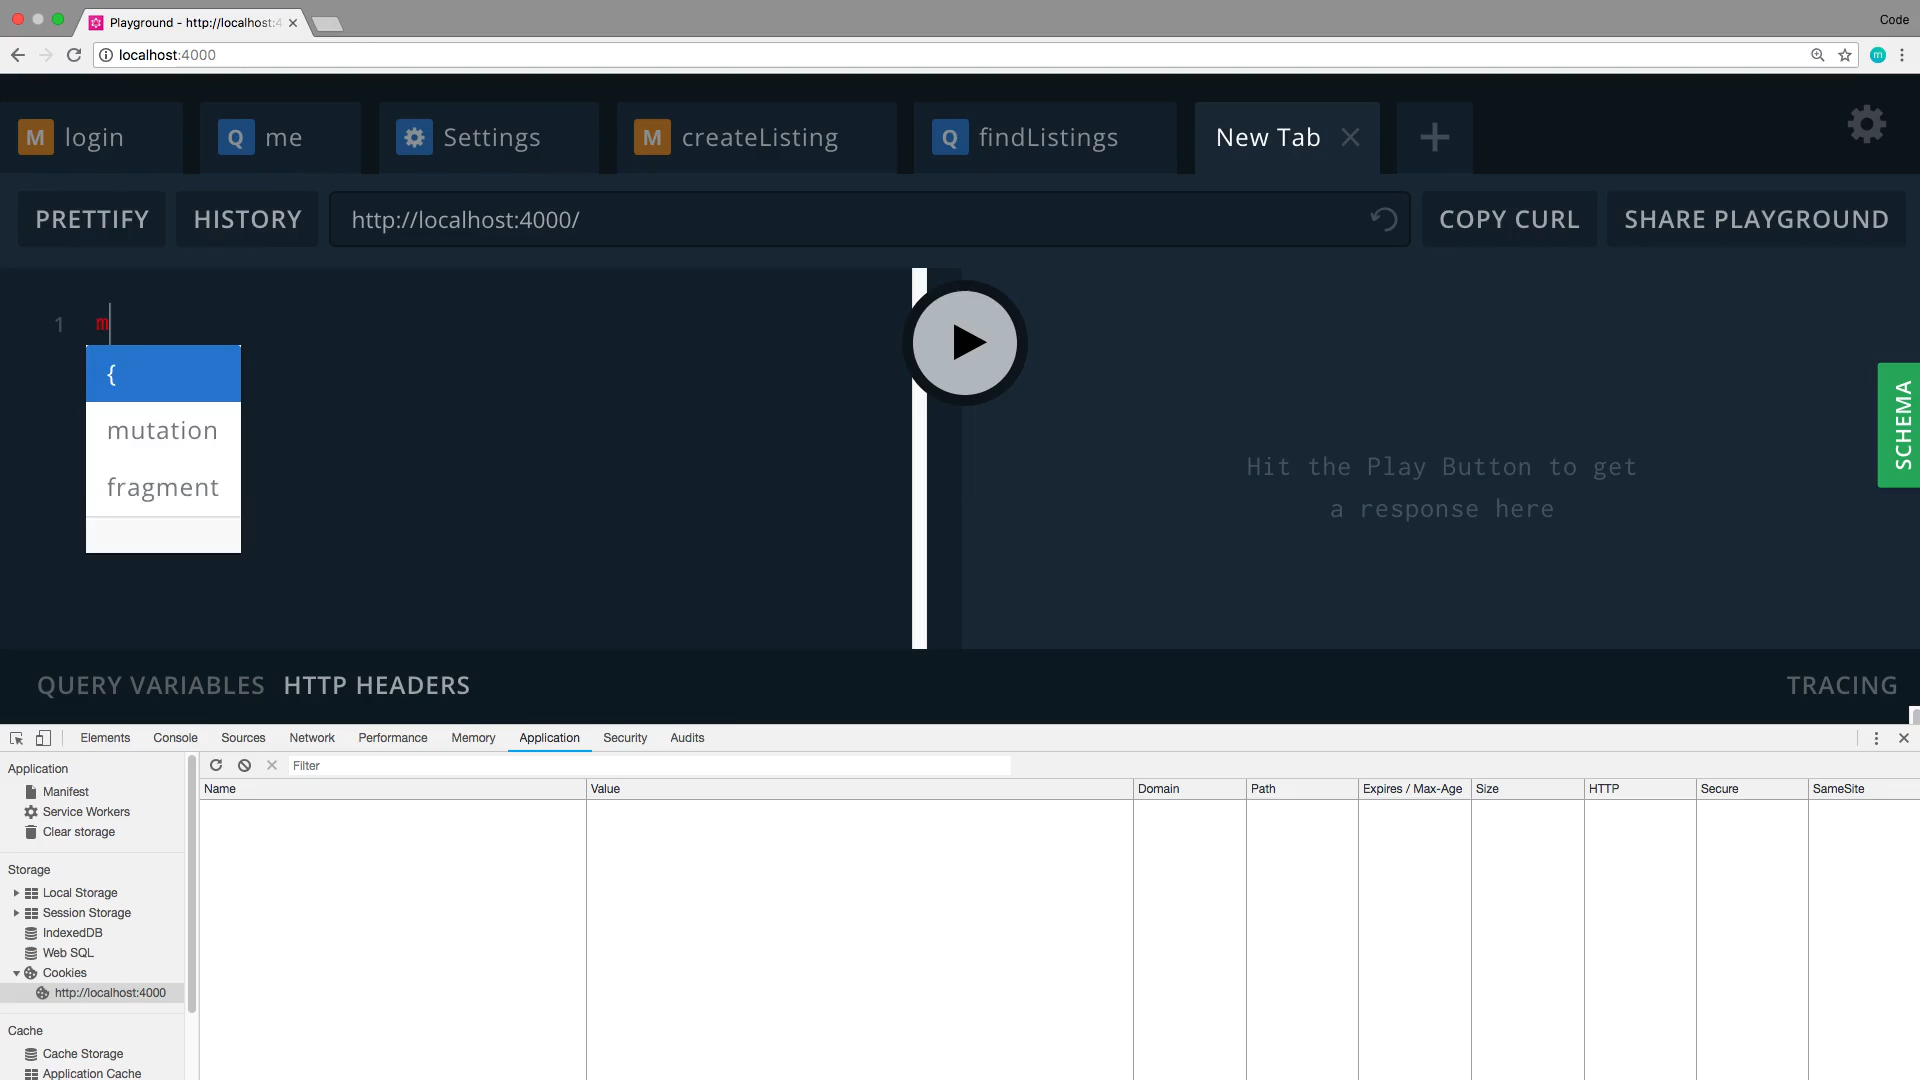 Code
Playground - http://localhost:4
localhost:4000
m
M login
Q me
Settings
M createListing
Q findListings
New Tab
PRETTIFY
HISTORY
http://localhost:4000/
COPY CURL
SHARE PLAYGROUND
1
m
{
mutation
fragment
Hit the Play Button to get
a response here
SCHEMA
QUERY VARIABLES
HTTP HEADERS
TRACING
Elements
Console
Sources
Network
Performance
Memory
Application
Security
Audits
Application
Manifest
Service Workers
Clear storage
Storage
Local Storage
Session Storage
IndexedDB
Web SQL
Cookies
http://localhost:4000
Cache
Cache Storage
Application Cache
Filter
Name
Value
Domain
Path
Expires / Max-Age
Size
HTTP
Secure
SameSite